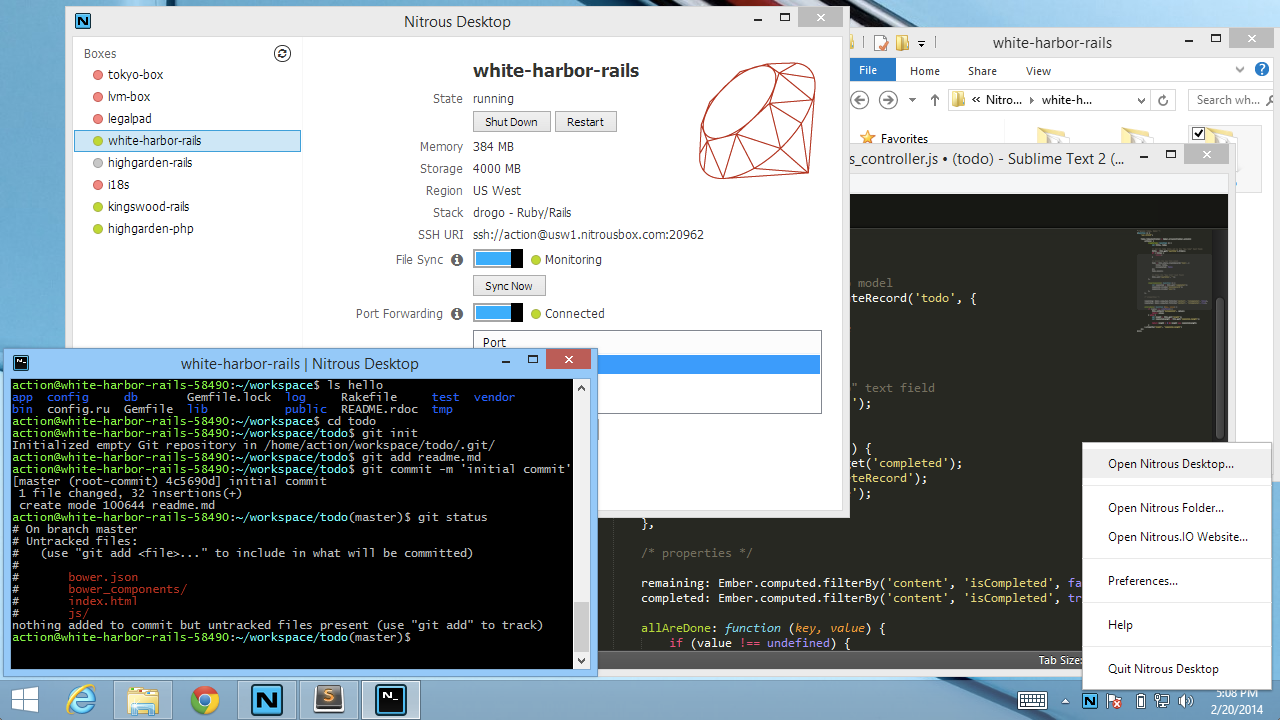 Nitrous Desktop
Boxes
tokyo-box
lvm-box
legalpad
white-harbor-rails
highgarden-rails
i18s
kingswood-rails
highgarden-php
white-harbor-rails
State running
Shut Down Restart
Memory 384 MB
Storage 4000 MB
Region US West
Stack drogo - Ruby/Rails
SSH URI ssh://action@usw1.nitrousbox.com:20962
File Sync Monitoring
Sync Now
Port Forwarding Connected
Port
white-harbor-rails
File Home Share View
« Nitro... white-h...
Search wh...
Favorites
s_controller.js • (todo) - Sublime Text 2 (...
model
teRecord('todo', {
" text field
');
) {
get('completed');
teRecord');
');
},
/* properties */
remaining: Ember.computed.filterBy('content', 'isCompleted', fa
completed: Ember.computed.filterBy('content', 'isCompleted', tr
allAreDone: function (key, value) {
if (value !== undefined) {
Tab Size:
white-harbor-rails | Nitrous Desktop
action@white-harbor-rails-58490:~/workspace$ ls hello
app config db Gemfile.lock log Rakefile test vendor
bin config.ru Gemfile lib public README.rdoc tmp
action@white-harbor-rails-58490:~/workspace$ cd todo
action@white-harbor-rails-58490:~/workspace/todo$ git init
Initialized empty Git repository in /home/action/workspace/todo/.git/
action@white-harbor-rails-58490:~/workspace/todo$ git add readme.md
action@white-harbor-rails-58490:~/workspace/todo$ git commit -m 'initial commit'
[master (root-commit) 4c5690d] initial commit
1 file changed, 32 insertions(+)
create mode 100644 readme.md
action@white-harbor-rails-58490:~/workspace/todo(master)$ git status
# On branch master
# Untracked files:
# (use "git add <file>..." to include in what will be committed)
#
# bower.json
# bower_components/
# index.html
# js/
nothing added to commit but untracked files present (use "git add" to track)
action@white-harbor-rails-58490:~/workspace/todo(master)$
Open Nitrous Desktop...
Open Nitrous Folder...
Open Nitrous.IO Website...
Preferences...
Help
Quit Nitrous Desktop
5:08 PM
2/20/2014